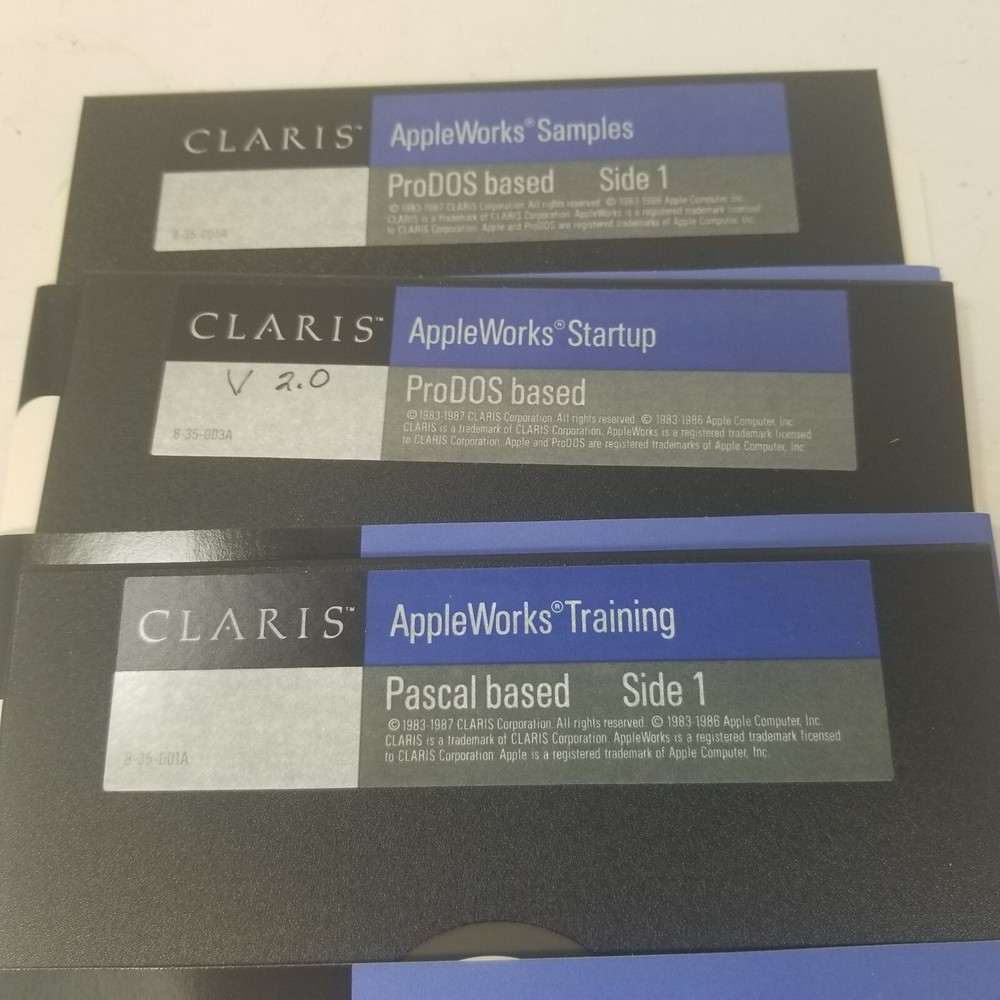 CLARIS™ AppleWorks® Samples
ProDOS based Side 1
© 1983-1987 CLARIS Corporation. All rights reserved. © 1983-1986 Apple Computer, Inc.
CLARIS is a trademark of CLARIS Corporation. AppleWorks is a registered trademark licensed
to CLARIS Corporation. Apple and ProDOS are registered trademarks of Apple Computer, Inc.
CLARIS™ AppleWorks® Startup
V 2.0
ProDOS based
© 1983-1987 CLARIS Corporation. All rights reserved. © 1983-1986 Apple Computer, Inc.
CLARIS is a trademark of CLARIS Corporation. AppleWorks is a registered trademark licensed
to CLARIS Corporation. Apple and ProDOS are registered trademarks of Apple Computer, Inc.
8-35-003A
CLARIS™ AppleWorks® Training
Pascal based Side 1
© 1983-1987 CLARIS Corporation. All rights reserved. © 1983-1986 Apple Computer, Inc.
CLARIS is a trademark of CLARIS Corporation. AppleWorks is a registered trademark licensed
to CLARIS Corporation. Apple is a registered trademark of Apple Computer, Inc.
8-35-001A